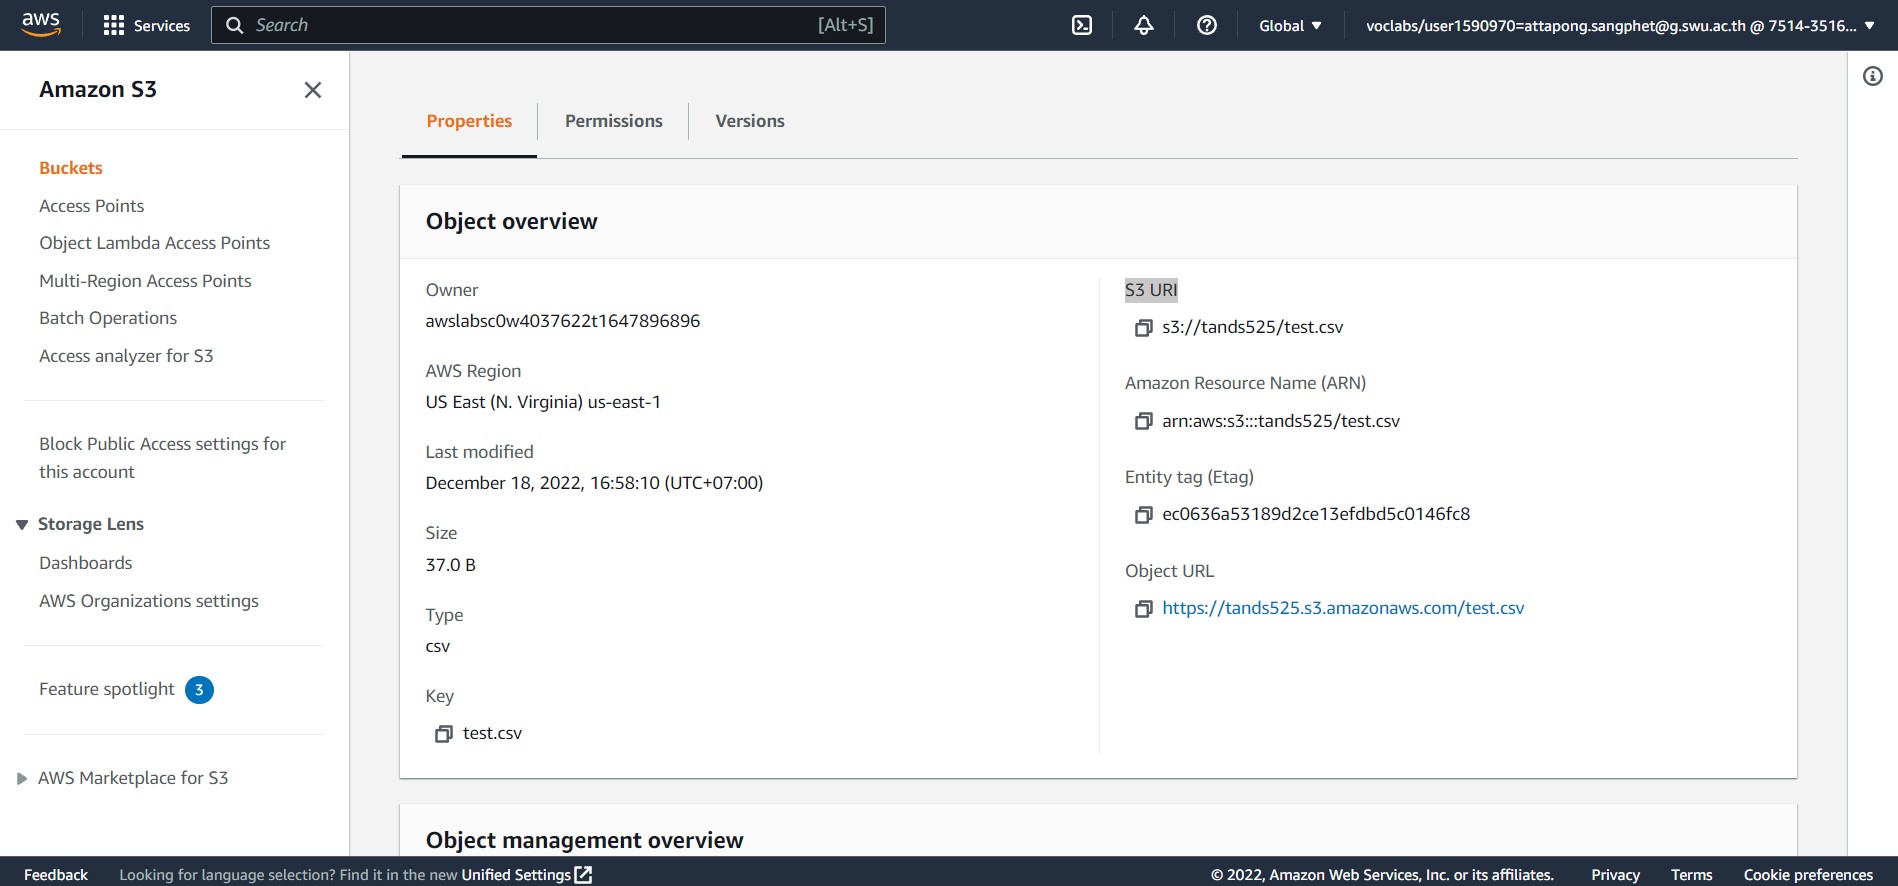 aws
Services
Search
[Alt+S]
Global
voclabs/user1590970=attapong.sangphet@g.swu.ac.th @ 7514-3516...
Amazon S3
Buckets
Access Points
Object Lambda Access Points
Multi-Region Access Points
Batch Operations
Access analyzer for S3
Block Public Access settings for
this account
Storage Lens
Dashboards
AWS Organizations settings
Feature spotlight 3
AWS Marketplace for S3
Properties
Permissions
Versions
Object overview
Owner
awslabsc0w4037622t1647896896
AWS Region
US East (N. Virginia) us-east-1
Last modified
December 18, 2022, 16:58:10 (UTC+07:00)
Size
37.0 B
Type
csv
Key
test.csv
S3 URI
s3://tands525/test.csv
Amazon Resource Name (ARN)
arn:aws:s3:::tands525/test.csv
Entity tag (Etag)
ec0636a53189d2ce13efdbd5c0146fc8
Object URL
https://tands525.s3.amazonaws.com/test.csv
Object management overview
Feedback
Looking for language selection? Find it in the new Unified Settings
© 2022, Amazon Web Services, Inc. or its affiliates.
Privacy
Terms
Cookie preferences